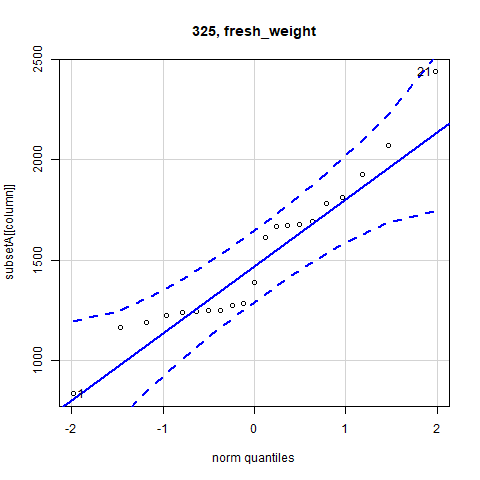 325, fresh_weight
subsetA[[column]]
2500
2000
1500
1000
21
1
-2 -1 0 1 2
norm quantiles